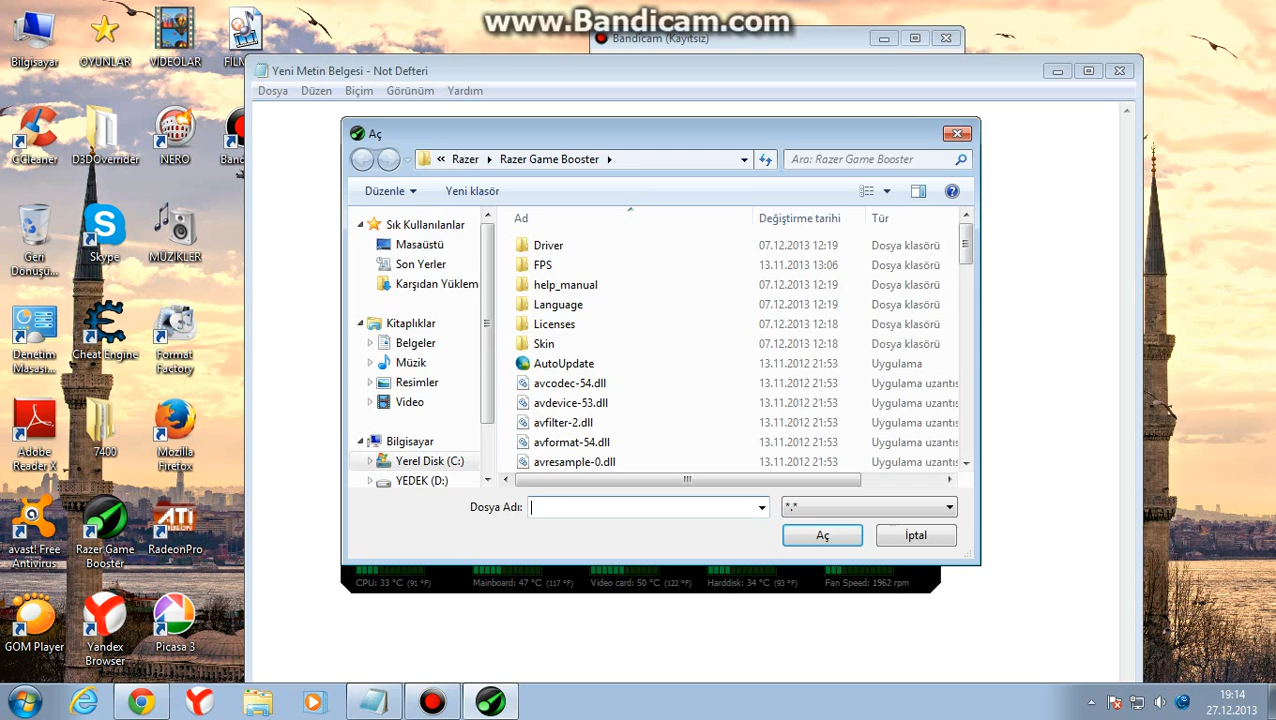 www.Bandicam.com
Bandicam (Kayıtsız)
Bilgisayar
OYUNLAR
VİDEOLAR
Yeni Metin Belgesi - Not Defteri
Dosya Düzen Biçim Görünüm Yardım
CCleaner
D3DOverrider
NERO
Aç
Razer Razer Game Booster
Ara: Razer Game Booster
Düzenle Yeni klasör
Ad Değiştirme tarihi Tür
Sık Kullanılanlar
Masaüstü
Son Yerler
Karşıdan Yüklem
Kitaplıklar
Belgeler
Müzik
Resimler
Video
Bilgisayar
Yerel Disk (C:)
YEDEK (D:)
Driver 07.12.2013 12:19 Dosya klasörü
FPS 13.11.2013 13:06 Dosya klasörü
help_manual 07.12.2013 12:19 Dosya klasörü
Language 07.12.2013 12:19 Dosya klasörü
Licenses 07.12.2013 12:18 Dosya klasörü
Skin 07.12.2013 12:18 Dosya klasörü
AutoUpdate 13.11.2012 21:53 Uygulama
avcodec-54.dll 13.11.2012 21:53 Uygulama uzantıs
avdevice-53.dll 13.11.2012 21:53 Uygulama uzantıs
avfilter-2.dll 13.11.2012 21:53 Uygulama uzantıs
avformat-54.dll 13.11.2012 21:53 Uygulama uzantıs
avresample-0.dll 13.11.2012 21:53 Uygulama uzantıs
Dosya Adı:
*.*
Aç İptal
CPU: 33 °C (91 °F) Mainboard: 47 °C (117 °F) Video card: 50 °C (122 °F) Harddisk: 34 °C (93 °F) Fan Speed: 1962 rpm
Geri
Dönüşü...
Skype
MÜZİKLER
Denetim
Masası...
Cheat Engine
Format
Factory
Adobe
Reader X
7400
Mozilla
Firefox
avast! Free
Antivirus
Razer Game
Booster
ATi
RadeonPro
GOM Player
Yandex
Browser
Picasa 3
19:14
27.12.2013